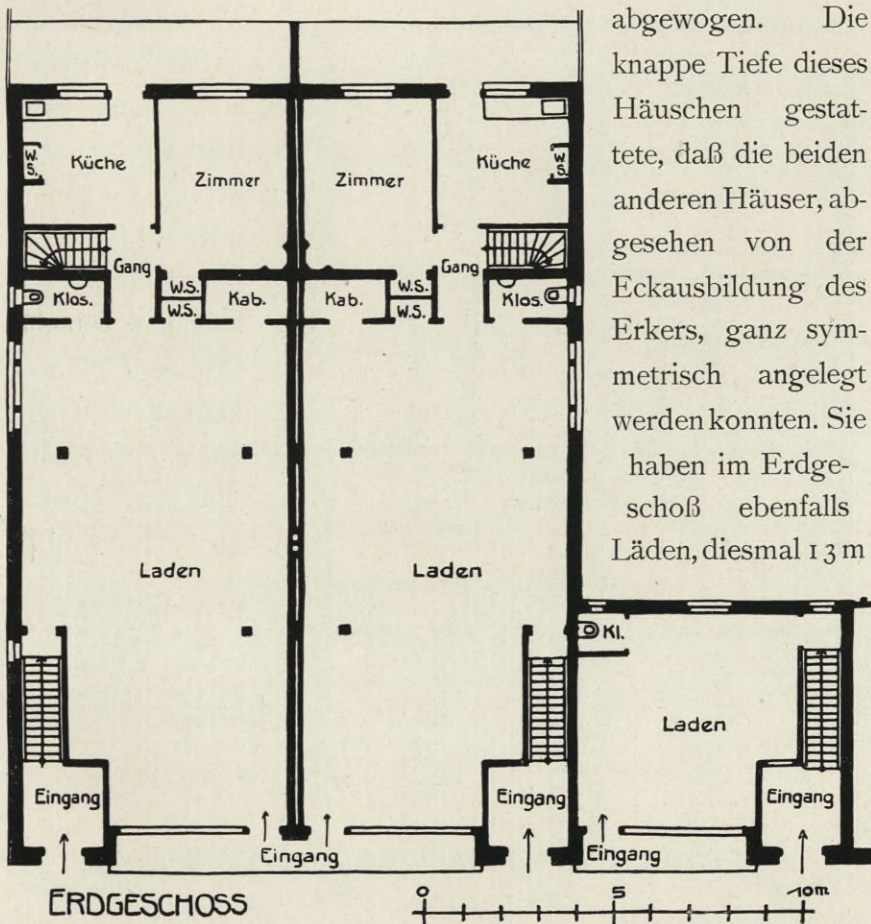 abgewogen. Die
knappe Tiefe dieses
Häuschen gestat-
tete, daß die beiden
anderen Häuser, ab-
gesehen von der
Eckausbildung des
Erkers, ganz sym-
metrisch angelegt
werden konnten. Sie
haben im Erdge-
schoß ebenfalls
Läden, diesmal 13 m
W.S. Küche Zimmer Zimmer Küche W.S.
Gang Gang
Klos. W.S. Kab. Kab. W.S. Klos.
W.S. W.S.
Laden Laden
Kl.
Laden
Eingang Eingang Eingang
Eingang Eingang
ERDGESCHOSS
0 5 10m